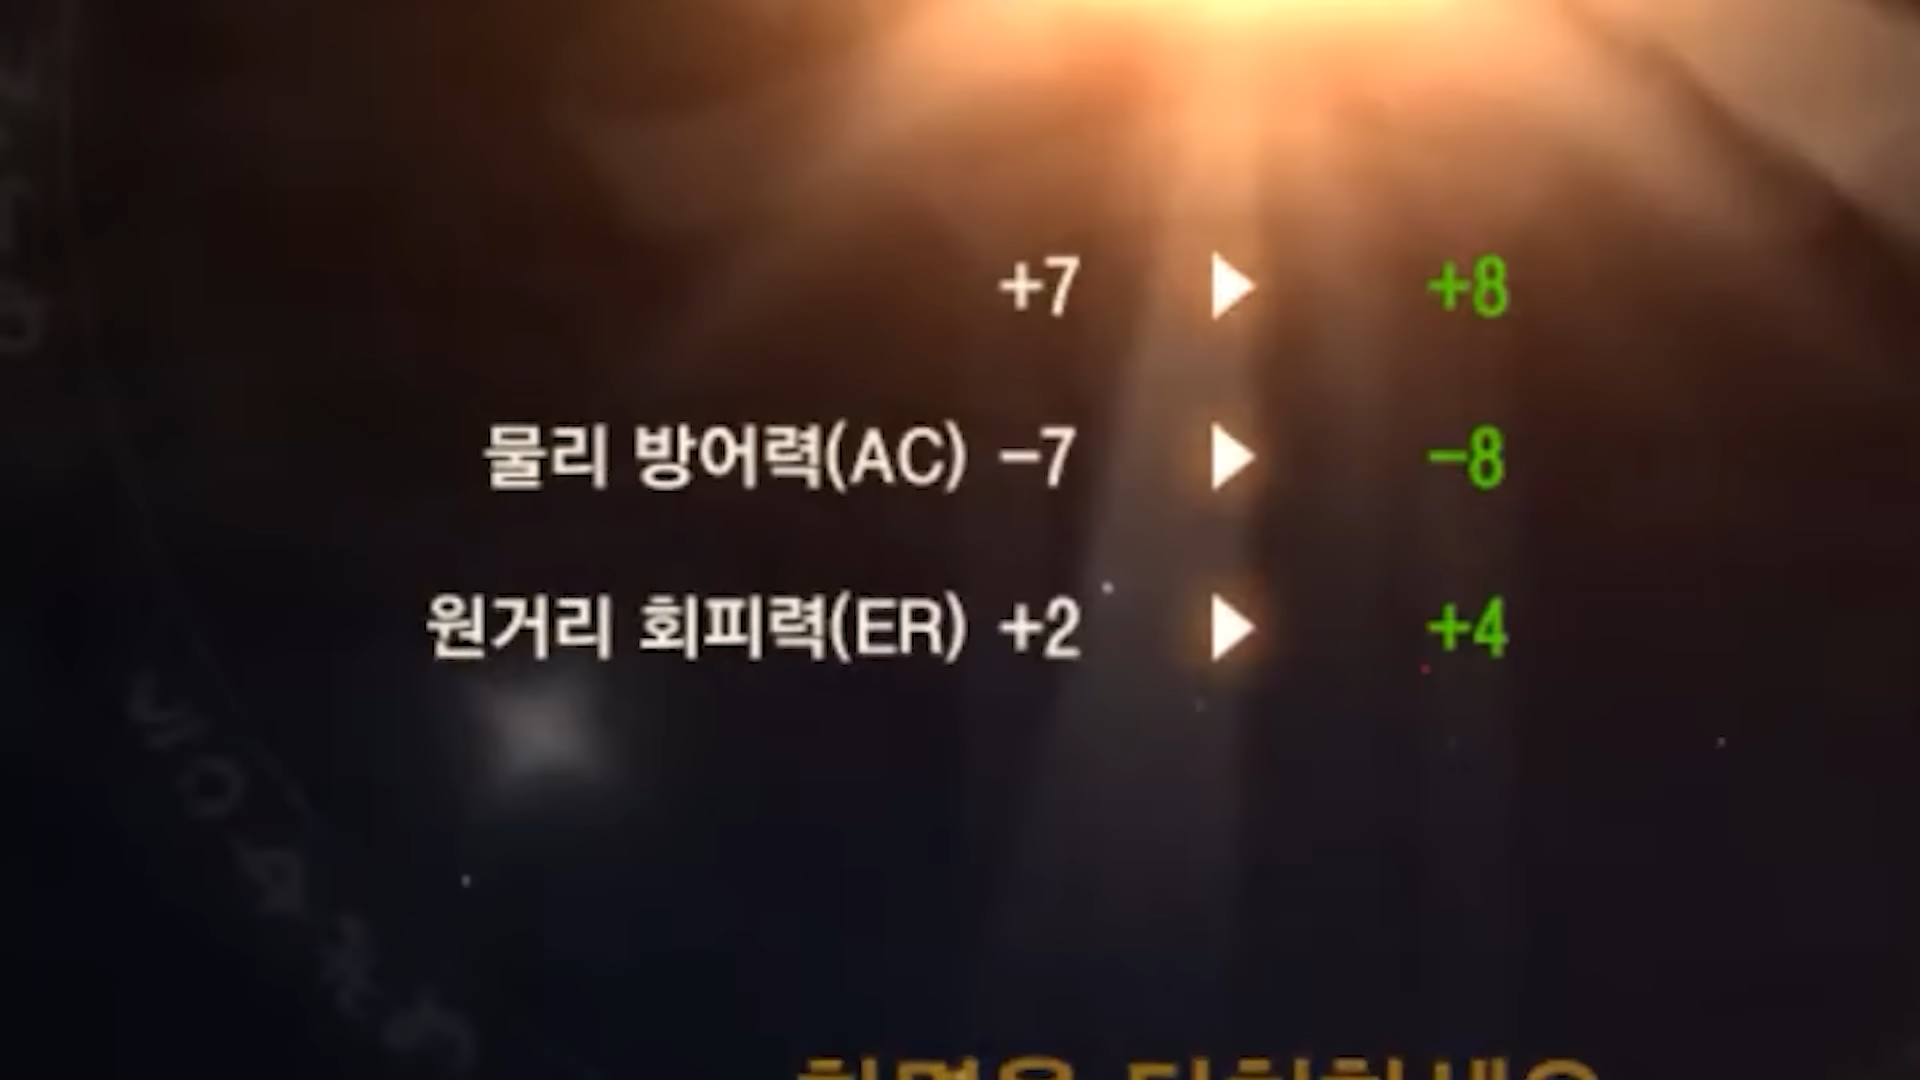 +7 ▶ +8
물리 방어력(AC) -7 ▶ -8
원거리 회피력(ER) +2 ▶ +4